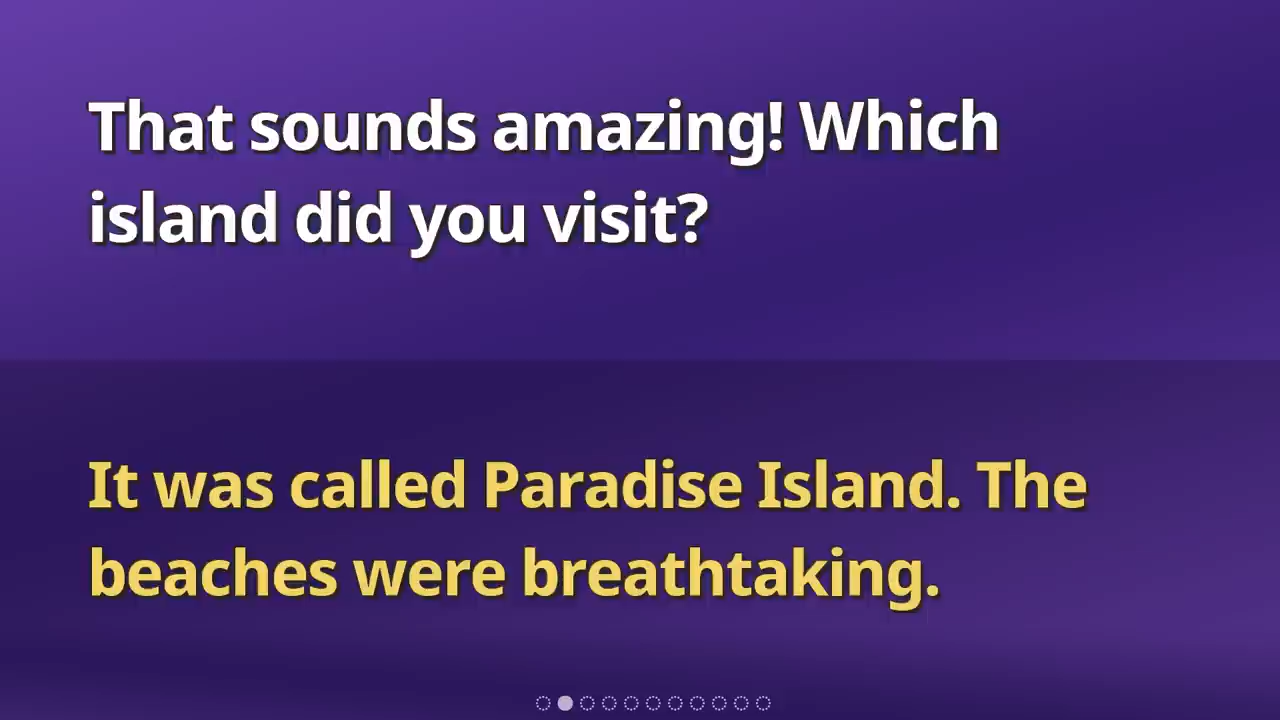 That sounds amazing! Which
island did you visit?
It was called Paradise Island. The
beaches were breathtaking.